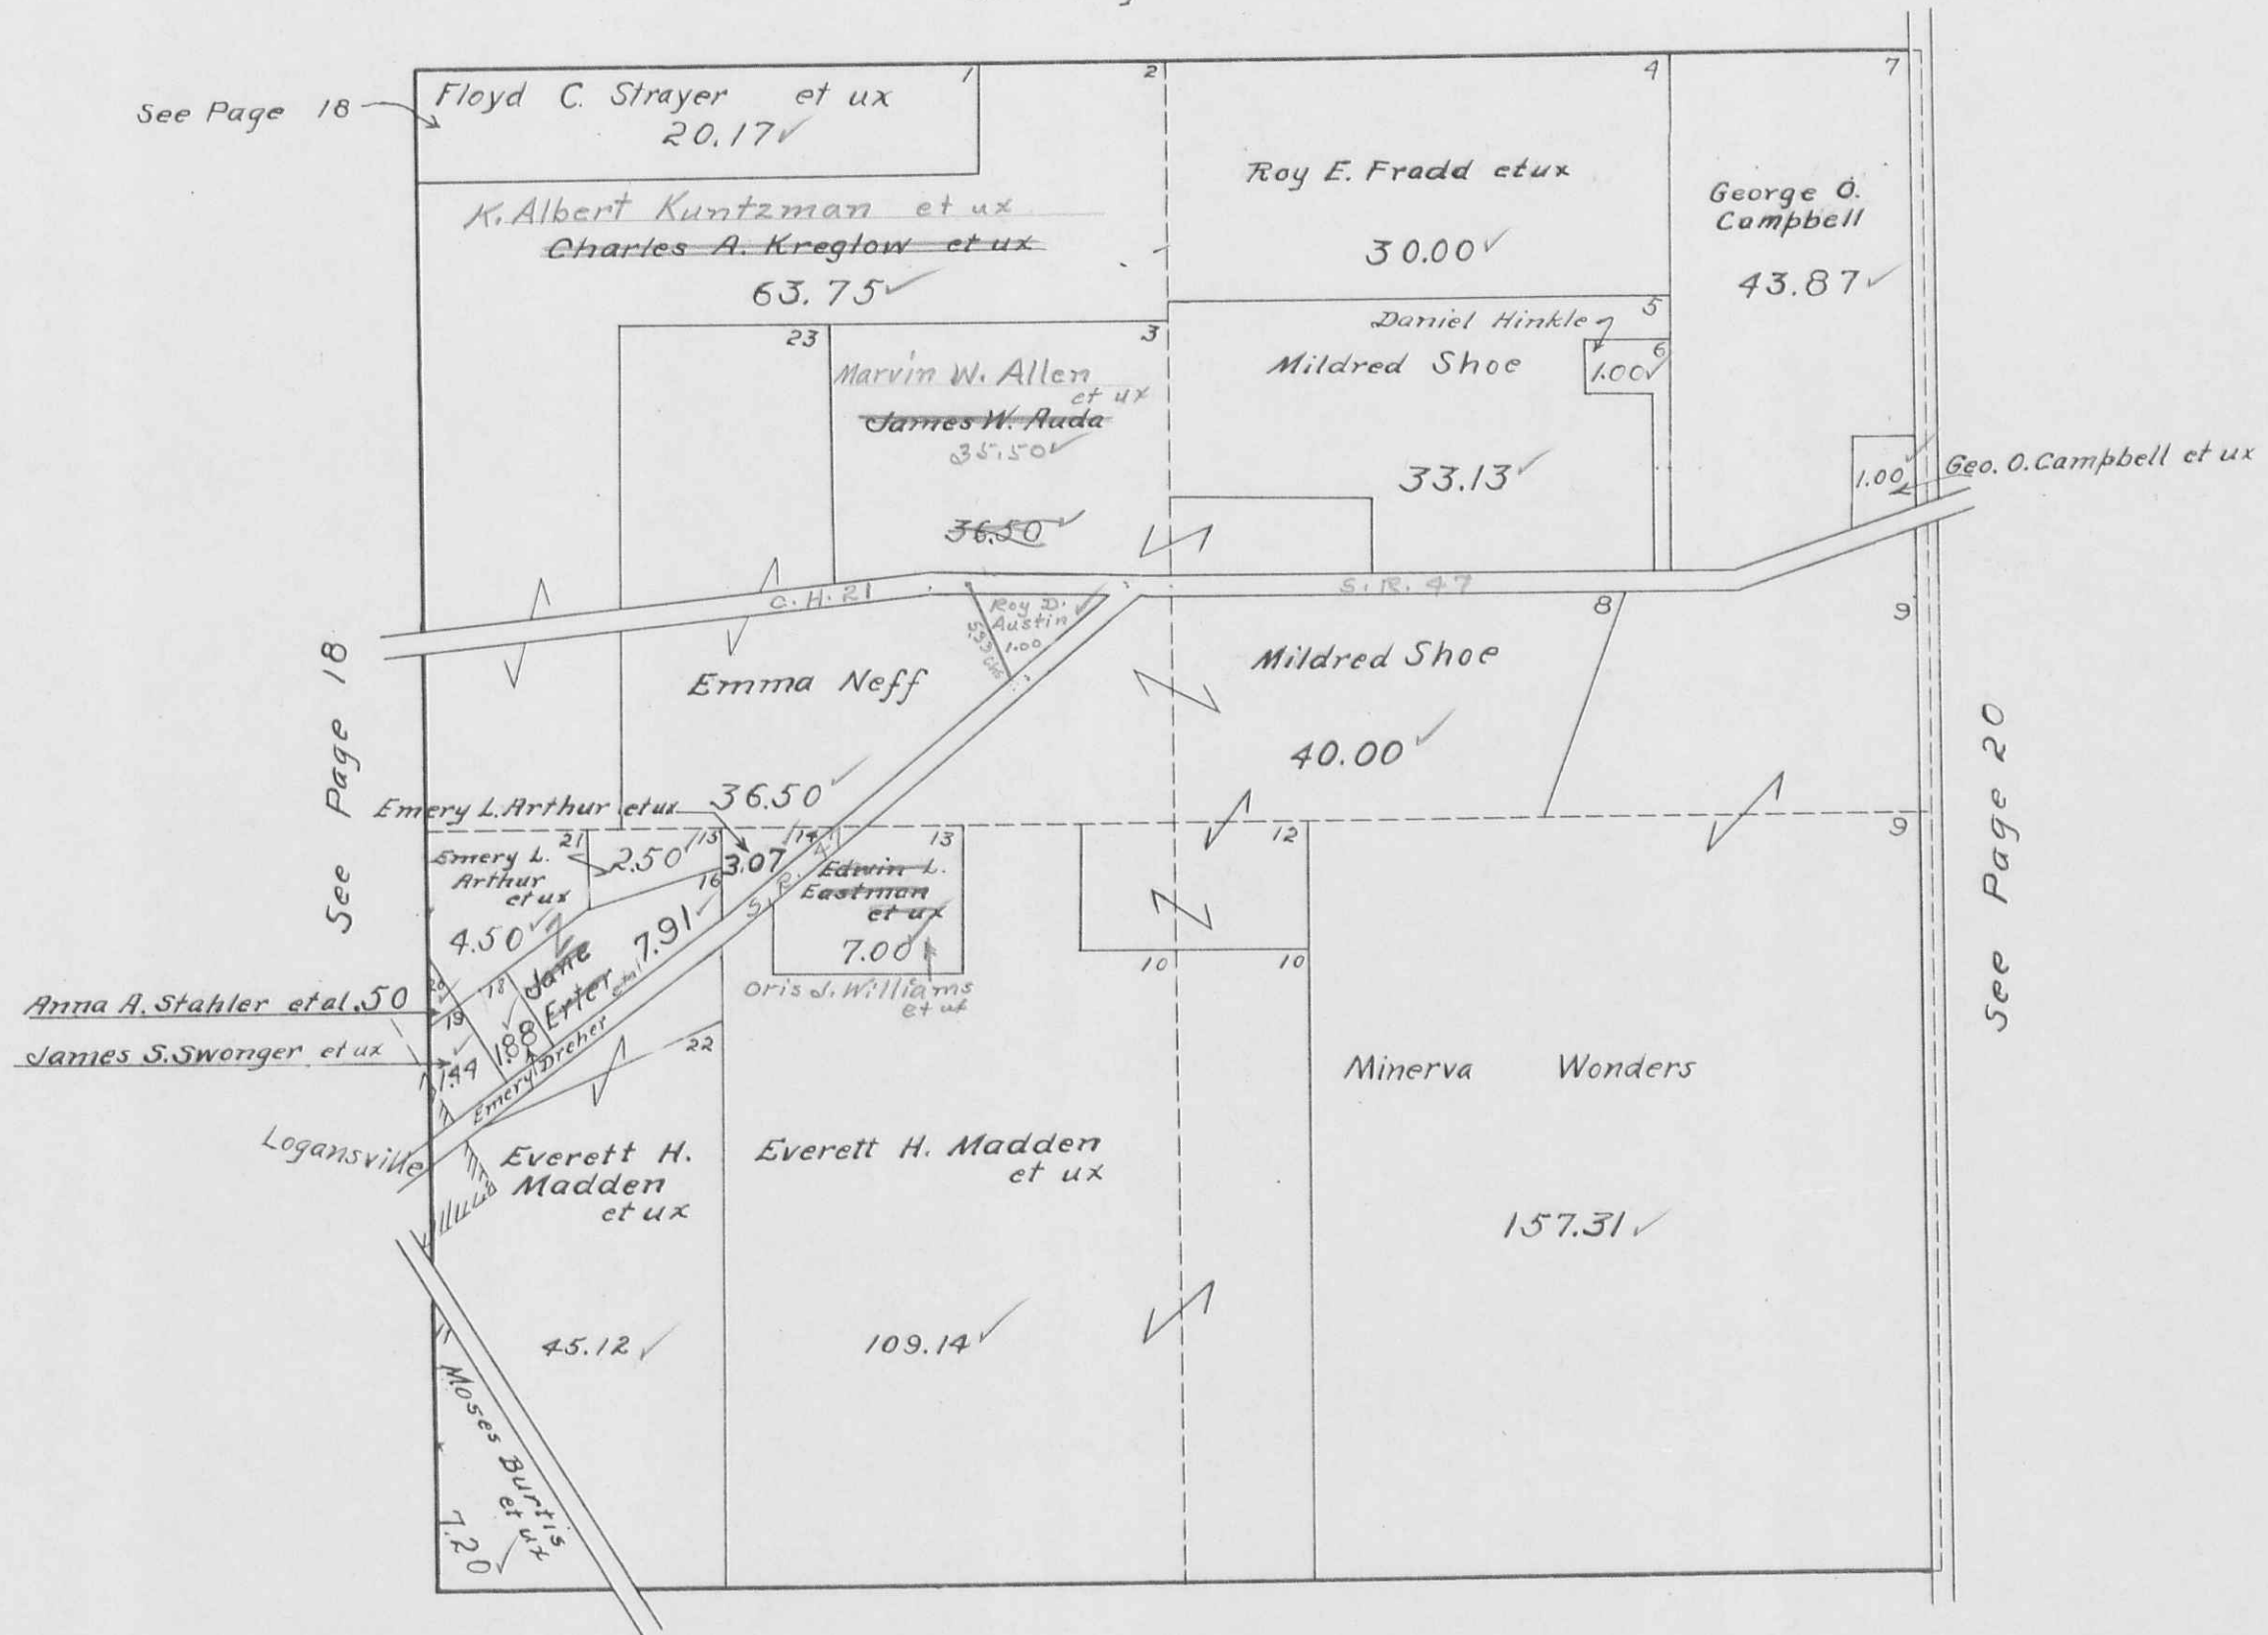 1
2
4
7
See Page 18
Floyd C. Strayer et ux
20.17
K. Albert Kuntzman et ux
Charles A. Kreglow et ux
63.75
Roy E. Fradd et ux
30.00
George O.
Campbell
43.87
23
3
Marvin W. Allen
et ux
James W. Auda
35.50
36.50
5
Daniel Hinkle
6
1.00
Mildred Shoe
33.13
1.00
Geo. O. Campbell et ux
C. H. 21
S. R. 47
Roy D.
Austin
1.00
5.33 chs
8
9
Emma Neff
36.50
Mildred Shoe
40.00
See Page 18
See Page 20
Emery L. Arthur et ux
21
15
14
13
12
9
Emery L.
Arthur
et ux
4.50
2.50
3.07
16
S. R. 47
Edwin L.
Eastman
et ux
7.00
Oris J. Williams
et ux
10
10
7.91
Jane
Erter
et al
20
18
19
1.88
Anna A. Stahler et al .50
James S. Swonger et ux
1.44
Emery Dreher
22
Logansville
Everett H.
Madden
et ux
45.12
Everett H. Madden
et ux
109.14
Minerva Wonders
157.31
11
Moses Burtis
et ux
7.20